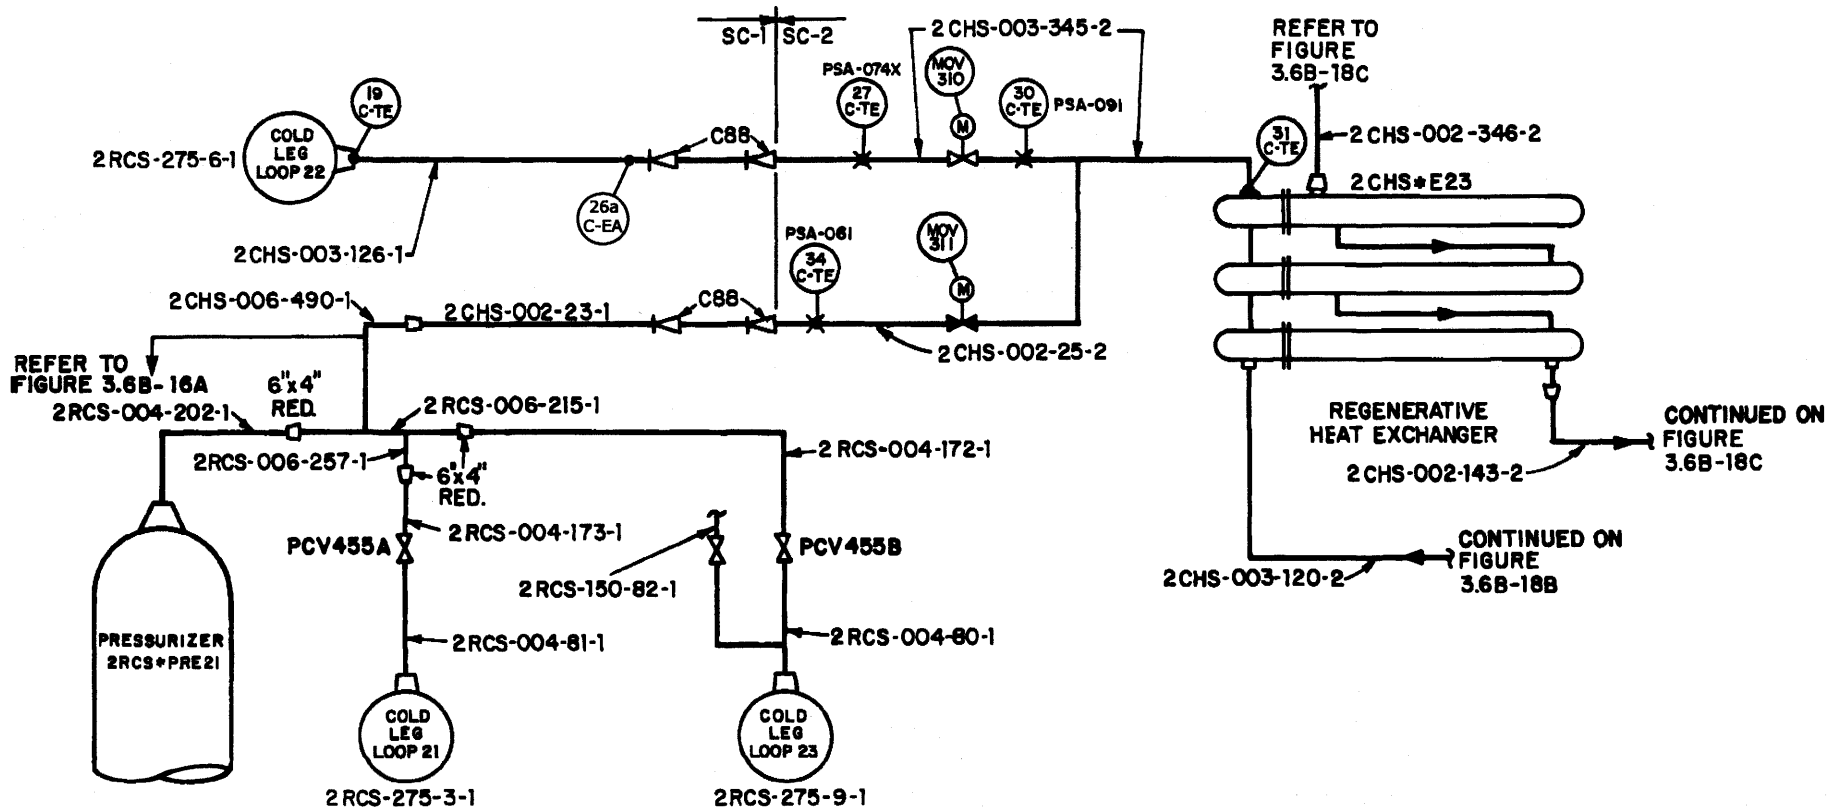 SC-1 SC-2
2 CHS-003-345-2
REFER TO
FIGURE
3.6B-18C
PSA-074X
MOV
310
19
C-TE
27
C-TE
30
C-TE
PSA-091
M
C88
31
C-TE
2 CHS-002-346-2
COLD
LEG
LOOP 22
2 RCS-275-6-1
2 CHS*E23
26a
C-EA
PSA-061
MOV
311
34
C-TE
M
2 CHS-003-126-1
2 CHS-006-490-1
2 CHS-002-23-1
C88
2 CHS-002-25-2
REFER TO
FIGURE 3.6B-16A
6"x4"
RED.
2 RCS-004-202-1
2 RCS-006-215-1
REGENERATIVE
HEAT EXCHANGER
CONTINUED ON
FIGURE
3.6B-18C
2 RCS-006-257-1
6"x4"
RED.
2 RCS-004-172-1
2 CHS-002-143-2
2 RCS-004-173-1
PCV455A
PCV455B
CONTINUED ON
FIGURE
3.6B-18B
2 CHS-003-120-2
2 RCS-150-82-1
PRESSURIZER
2RCS*PRE21
2 RCS-004-81-1
2 RCS-004-80-1
COLD
LEG
LOOP 21
COLD
LEG
LOOP 23
2 RCS-275-3-1
2 RCS-275-9-1